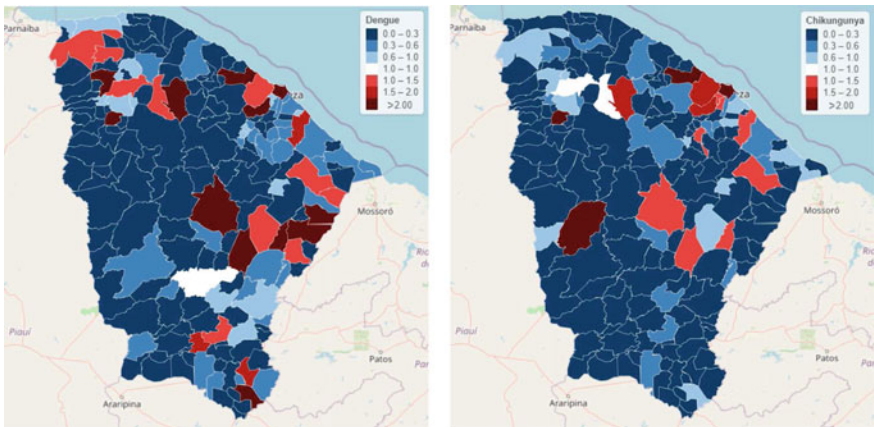 Parnaíba
Dengue
0.0 – 0.3
0.3 – 0.6
0.6 – 1.0
1.0 – 1.0
1.0 – 1.5
1.5 – 2.0
>2.00
Mossoró
Piauí
Patos
Araripina
Parnaíba
Chikungunya
0.0 – 0.3
0.3 – 0.6
0.6 – 1.0
1.0 – 1.0
1.0 – 1.5
1.5 – 2.0
>2.00
eza
Mossoró
Piauí
Patos
Araripina